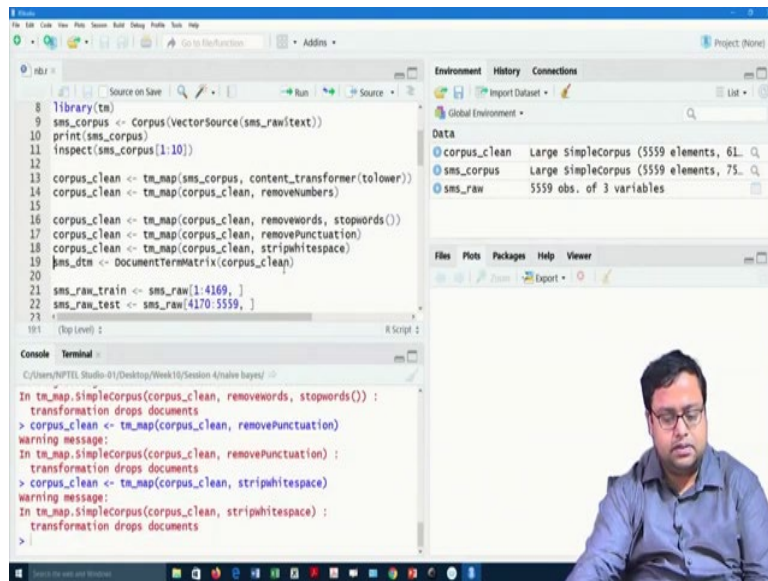 RStudio
File Edit Code View Plots Session Build Debug Profile Tools Help
Go to file/function
Addins
Project: (None)
nb.r
Source on Save
Run
Source
8 library(tm)
9 sms_corpus <- Corpus(VectorSource(sms_raw$text))
10 print(sms_corpus)
11 inspect(sms_corpus[1:10])
12
13 corpus_clean <- tm_map(sms_corpus, content_transformer(tolower))
14 corpus_clean <- tm_map(corpus_clean, removeNumbers)
15
16 corpus_clean <- tm_map(corpus_clean, removeWords, stopwords())
17 corpus_clean <- tm_map(corpus_clean, removePunctuation)
18 corpus_clean <- tm_map(corpus_clean, stripWhitespace)
19 sms_dtm <- DocumentTermMatrix(corpus_clean)
20
21 sms_raw_train <- sms_raw[1:4169, ]
22 sms_raw_test <- sms_raw[4170:5559, ]
23
19:1 (Top Level) R Script
Console Terminal
C:/Users/NPTEL Studio-01/Desktop/Week10/Session 4/naive bayes/
In tm_map.SimpleCorpus(corpus_clean, removeWords, stopwords()) :
transformation drops documents
> corpus_clean <- tm_map(corpus_clean, removePunctuation)
Warning message:
In tm_map.SimpleCorpus(corpus_clean, removePunctuation) :
transformation drops documents
> corpus_clean <- tm_map(corpus_clean, stripWhitespace)
Warning message:
In tm_map.SimpleCorpus(corpus_clean, stripWhitespace) :
transformation drops documents
>
Environment History Connections
Import Dataset
List
Global Environment
Data
corpus_clean Large SimpleCorpus (5559 elements, 61…
sms_corpus Large SimpleCorpus (5559 elements, 75…
sms_raw 5559 obs. of 3 variables
Files Plots Packages Help Viewer
Zoom Export
Search the web and Windows